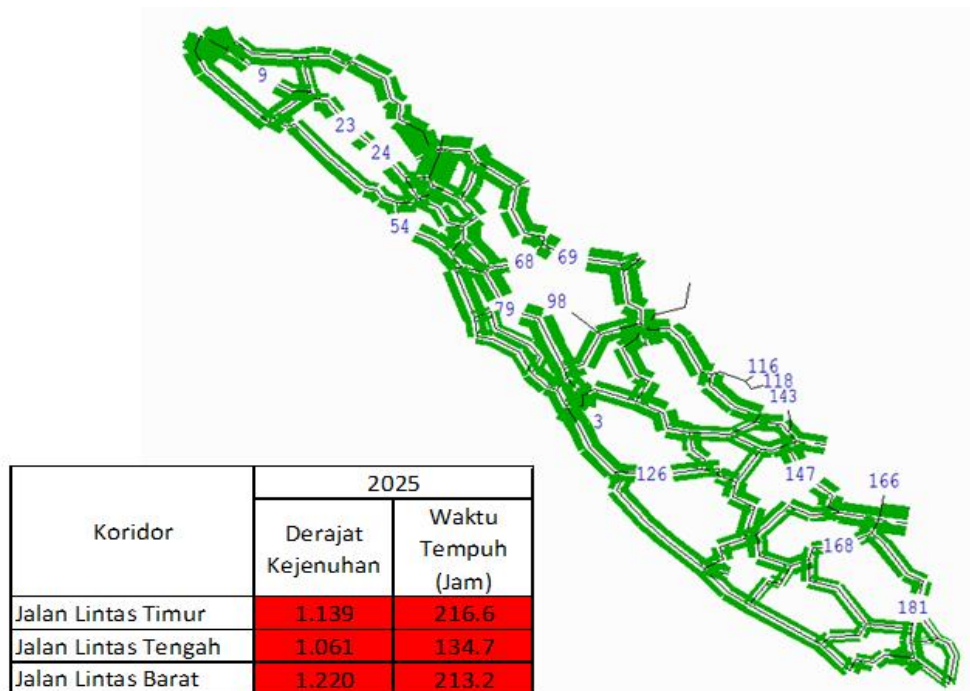 9
23
24
54
68
69
79
98
116
118
143
3
126
147
166
168
181
Koridor
2025
Derajat
Kejenuhan
Waktu
Tempuh
(Jam)
Jalan Lintas Timur 1.139 216.6
Jalan Lintas Tengah 1.061 134.7
Jalan Lintas Barat 1.220 213.2